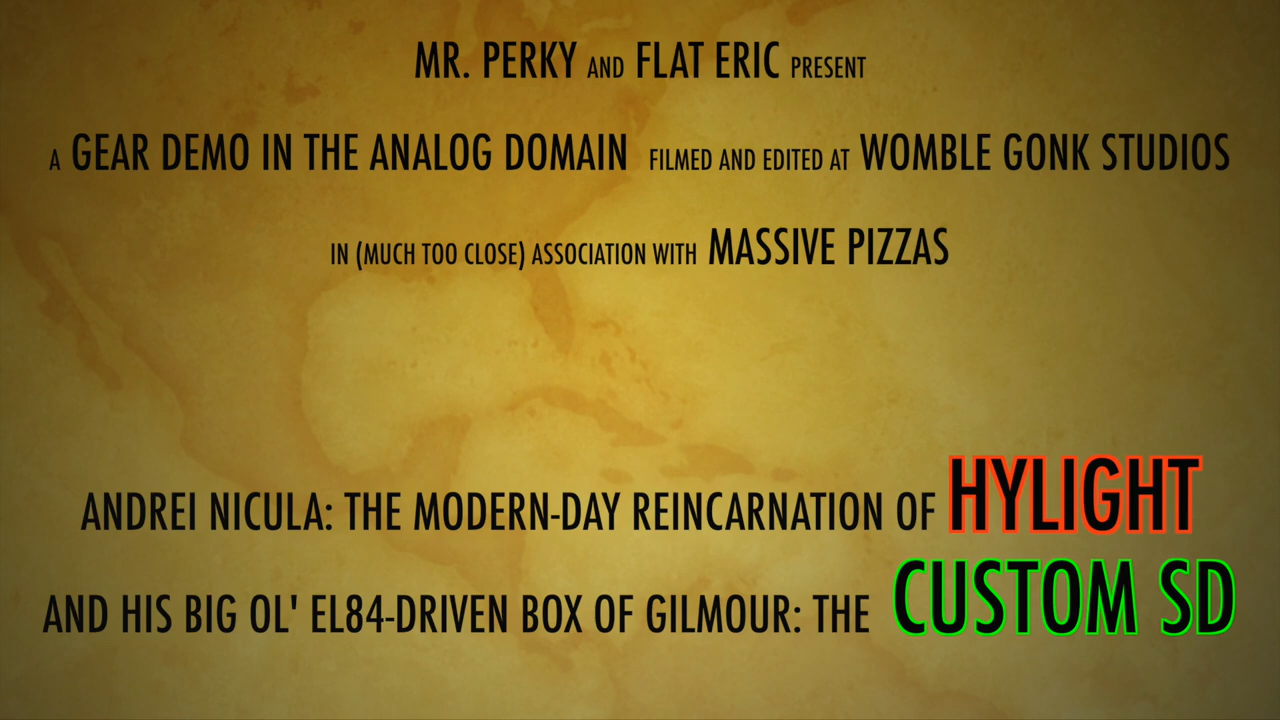 MR. PERKY AND FLAT ERIC PRESENT
A GEAR DEMO IN THE ANALOG DOMAIN FILMED AND EDITED AT WOMBLE GONK STUDIOS
IN (MUCH TOO CLOSE) ASSOCIATION WITH MASSIVE PIZZAS
ANDREI NICULA: THE MODERN-DAY REINCARNATION OF HYLIGHT
AND HIS BIG OL' EL84-DRIVEN BOX OF GILMOUR: THE CUSTOM SD